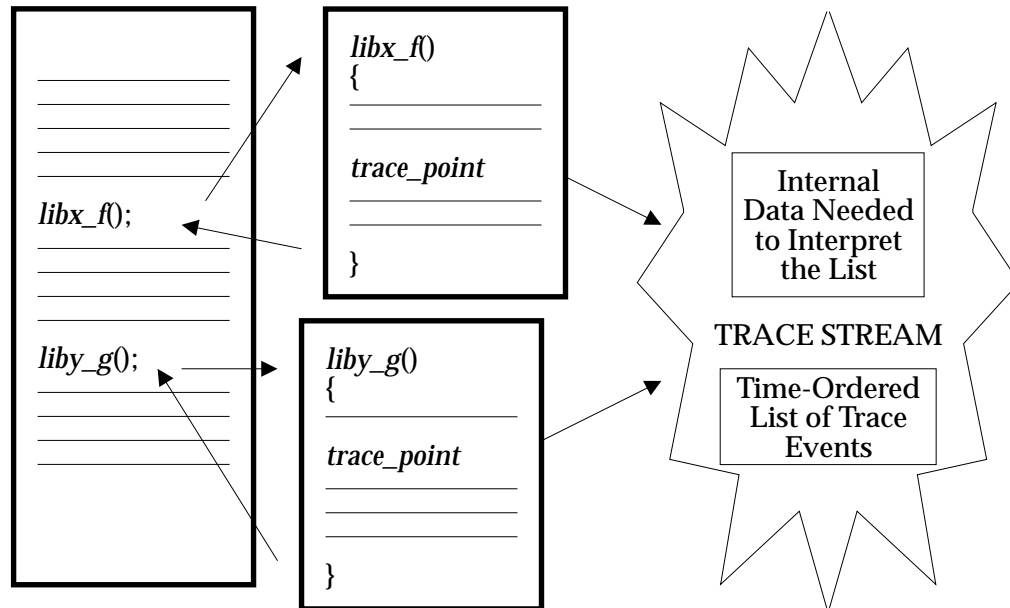 libx_f();
liby_g();
libx_f()
{
trace_point
}
liby_g()
{
trace_point
}
Internal
Data Needed
to Interpret
the List
TRACE STREAM
Time-Ordered
List of Trace
Events